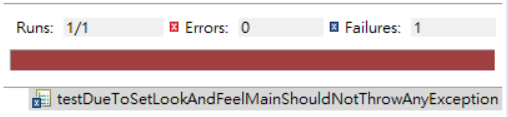 Runs: 1/1 Errors: 0 Failures: 1
testDueToSetLookAndFeelMainShouldNotThrowAnyException